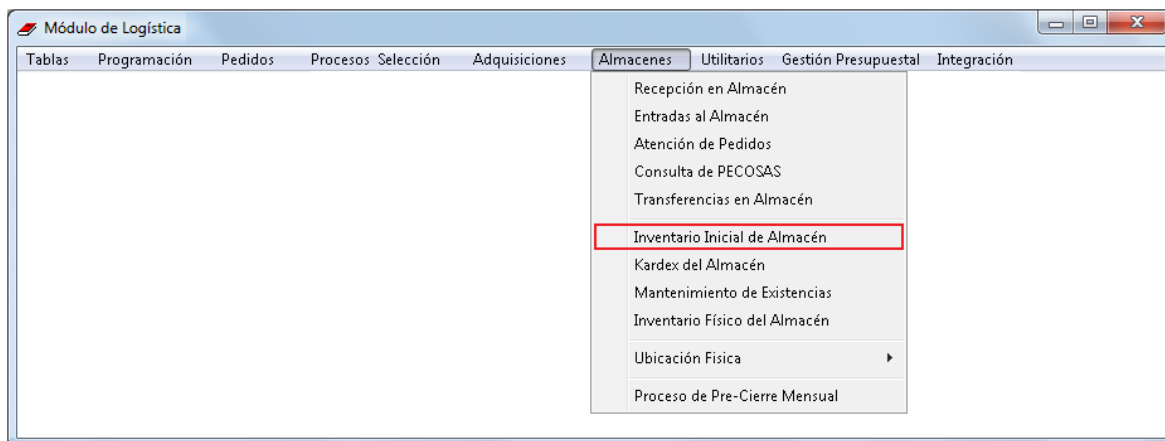 Módulo de Logística
Tablas Programación Pedidos Procesos Selección Adquisiciones Almacenes Utilitarios Gestión Presupuestal Integración
Recepción en Almacén
Entradas al Almacén
Atención de Pedidos
Consulta de PECOSAS
Transferencias en Almacén
Inventario Inicial de Almacén
Kardex del Almacén
Mantenimiento de Existencias
Inventario Físico del Almacén
Ubicación Fisica
Proceso de Pre-Cierre Mensual